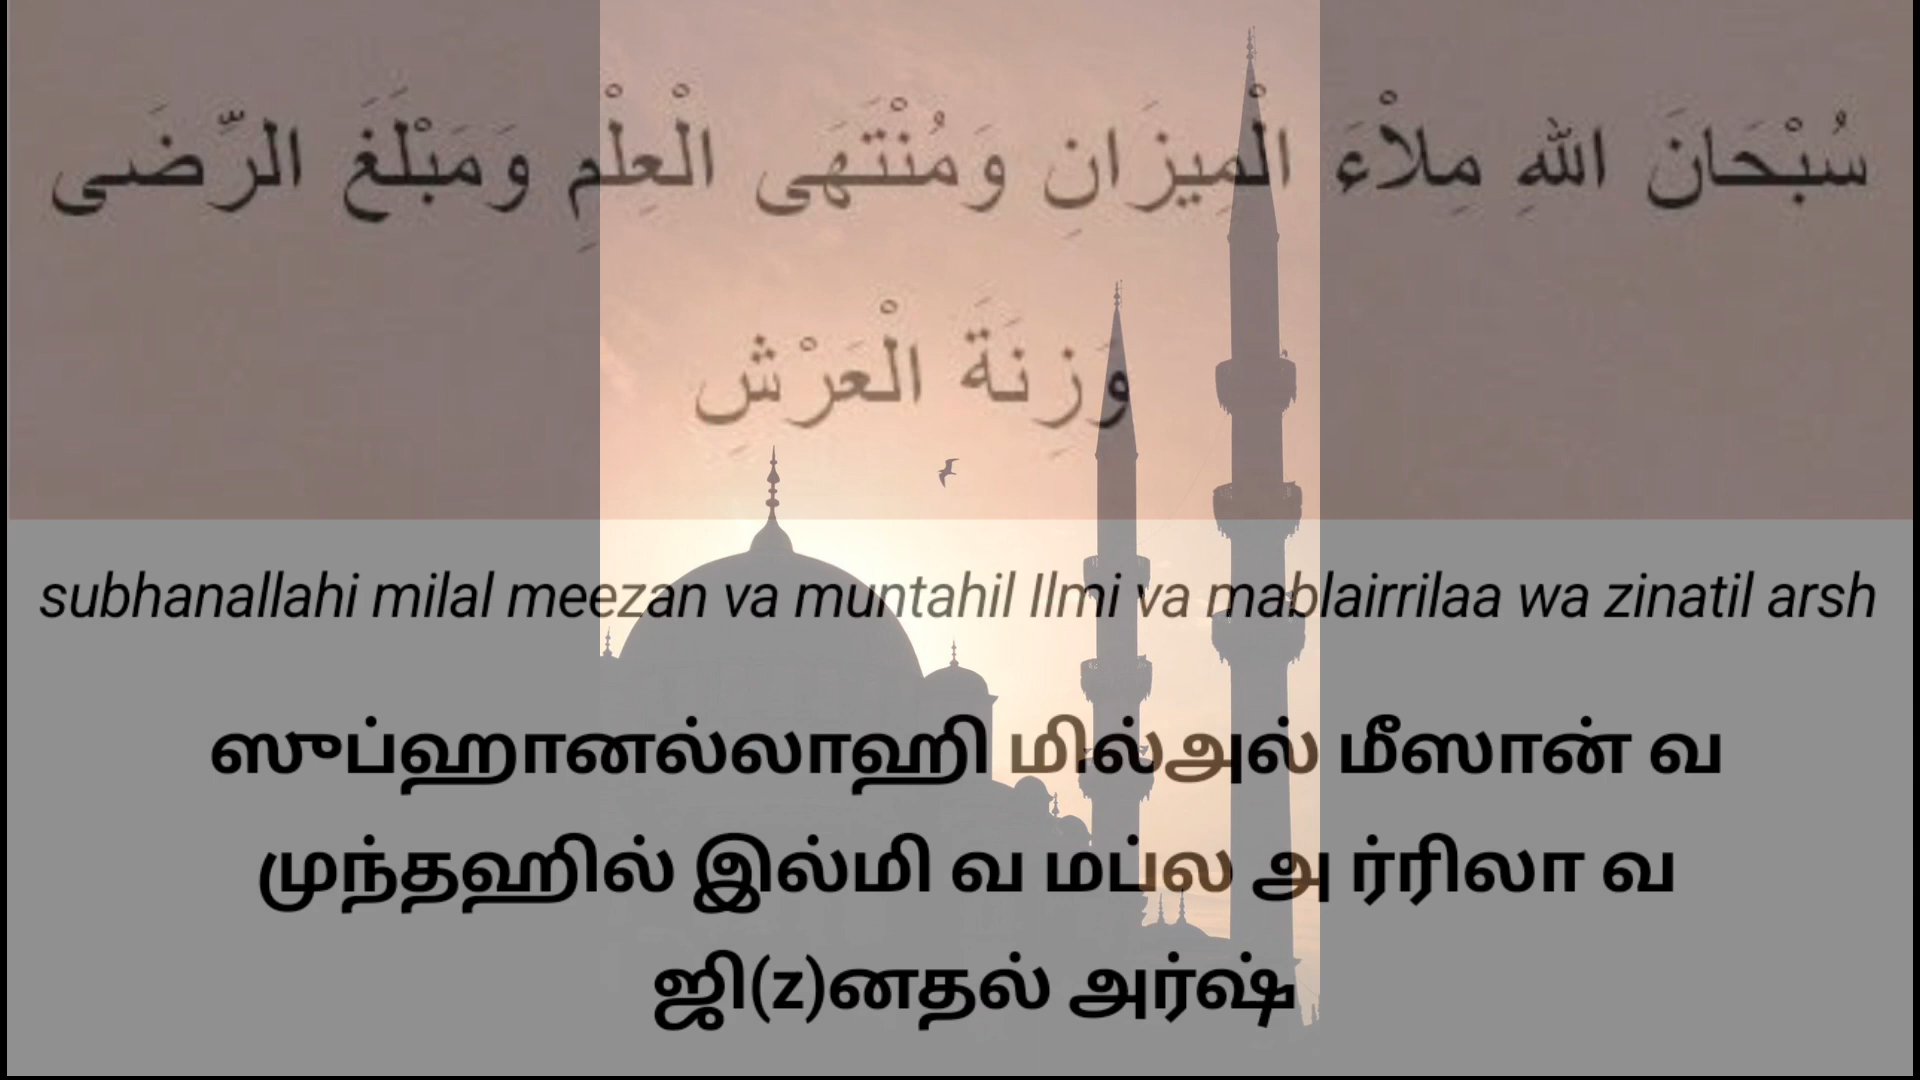 سُبْحَانَ اللهِ مِلاْءَ الْمِيزَانِ وَمُنْتَهَى الْعِلْمِ وَمَبْلَغَ الرِّضَى
وَزِنَةَ الْعَرْشِ
subhanallahi milal meezan va muntahil Ilmi va mablairrilaa wa zinatil arsh
ஸுப்ஹானல்லாஹி மில்அல் மீஸான் வ
முந்தஹில் இல்மி வ மப்ல அ ர்ரிலா வ
ஜி(z)னதல் அர்ஷ்